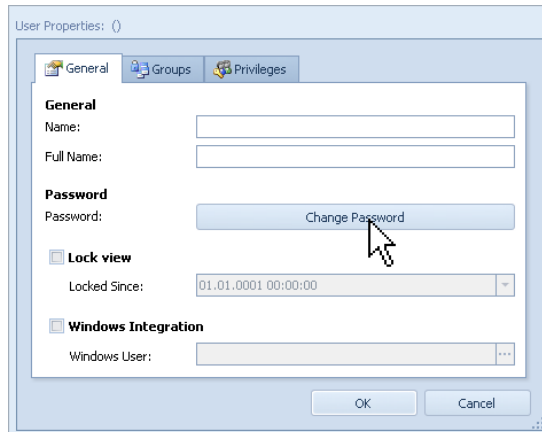 User Properties: ()
General Groups Privileges
General
Name:
Full Name:
Password
Password: Change Password
Lock view
Locked Since: 01.01.0001 00:00:00
Windows Integration
Windows User: ...
OK Cancel